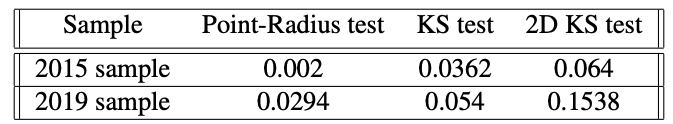 Sample Point-Radius test KS test 2D KS test
2015 sample 0.002 0.0362 0.064
2019 sample 0.0294 0.054 0.1538